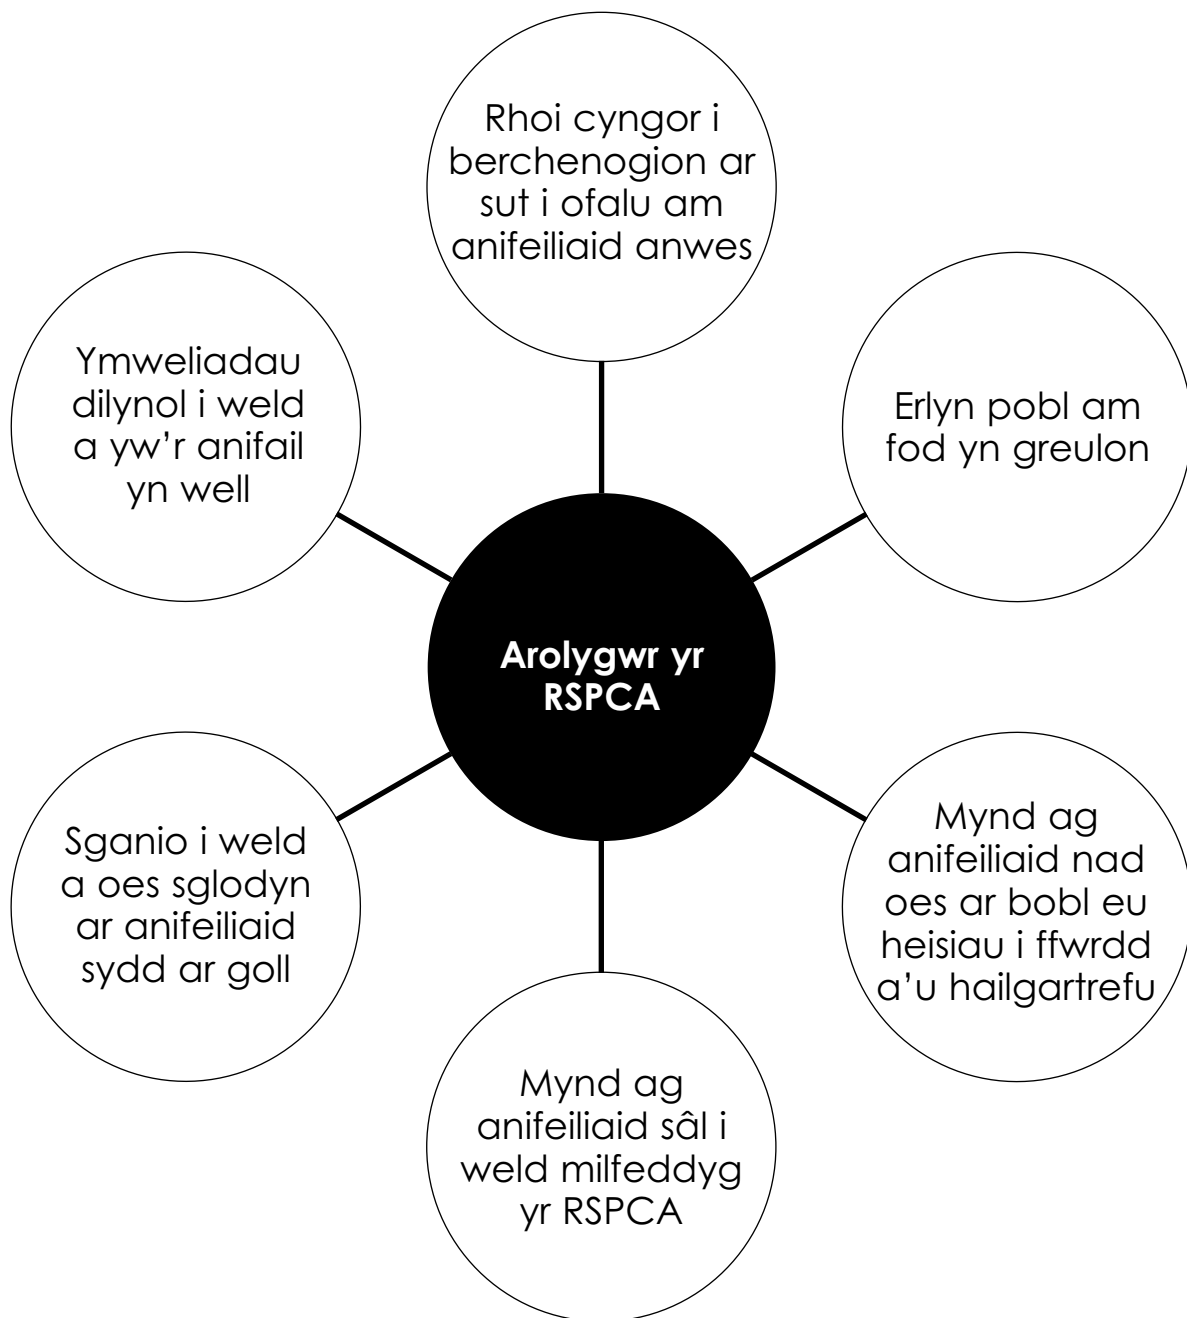 Rhoi cyngor i
berchenogion ar
sut i ofalu am
anifeiliaid anwes
Ymweliadau
dilynol i weld
a yw'r anifail
yn well
Erlyn pobl am
fod yn greulon
Arolygwr yr
RSPCA
Sganio i weld
a oes sglodyn
ar anifeiliaid
sydd ar goll
Mynd ag
anifeiliaid nad
oes ar bobl eu
heisiau i ffwrdd
a'u hailgartrefu
Mynd ag
anifeiliaid sâl i
weld milfeddyg
yr RSPCA